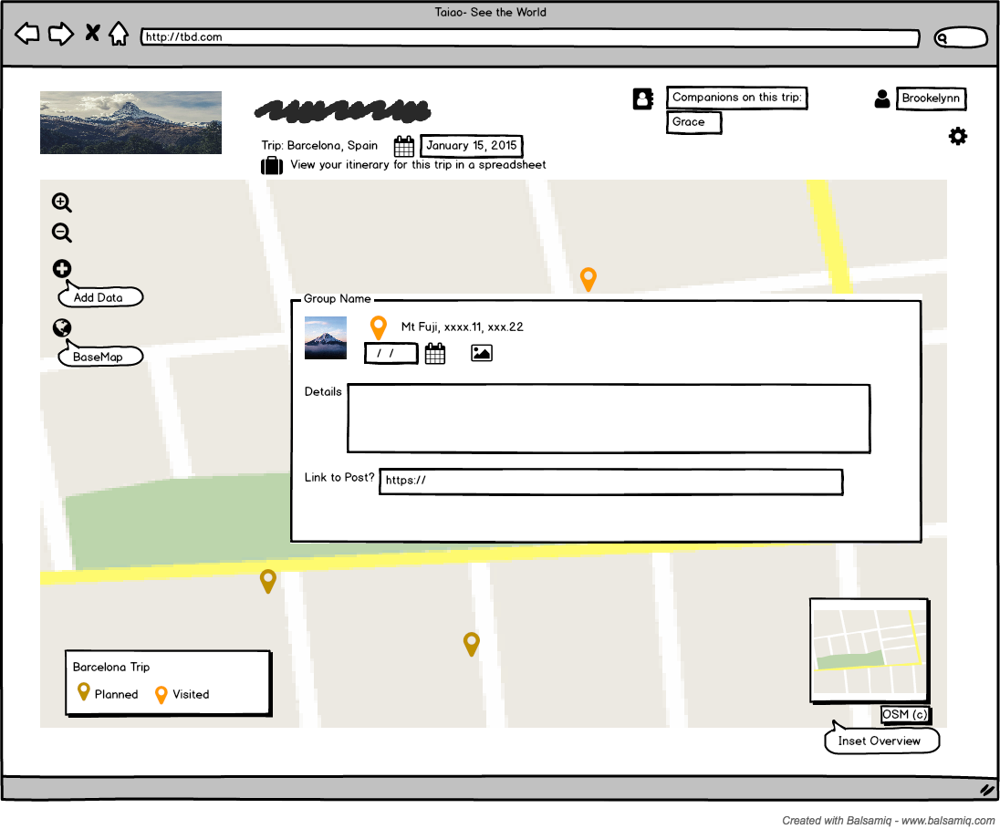 Taiao- See the World
http://tbd.com
Companions on this trip:
Brookelynn
Grace
Trip: Barcelona, Spain
January 15, 2015
View your itinerary for this trip in a spreadsheet
Add Data
BaseMap
Group Name
Mt Fuji, xxxx.11, xxx.22
/ /
Details
Link to Post?
https://
Barcelona Trip
Planned
Visited
OSM (c)
Inset Overview
Created with Balsamiq - www.balsamiq.com